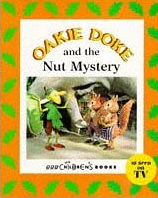 OAKIE DOKE
and the
Nut Mystery
BBC CHILDREN'S BOOKS
AS SEEN
ON
TV